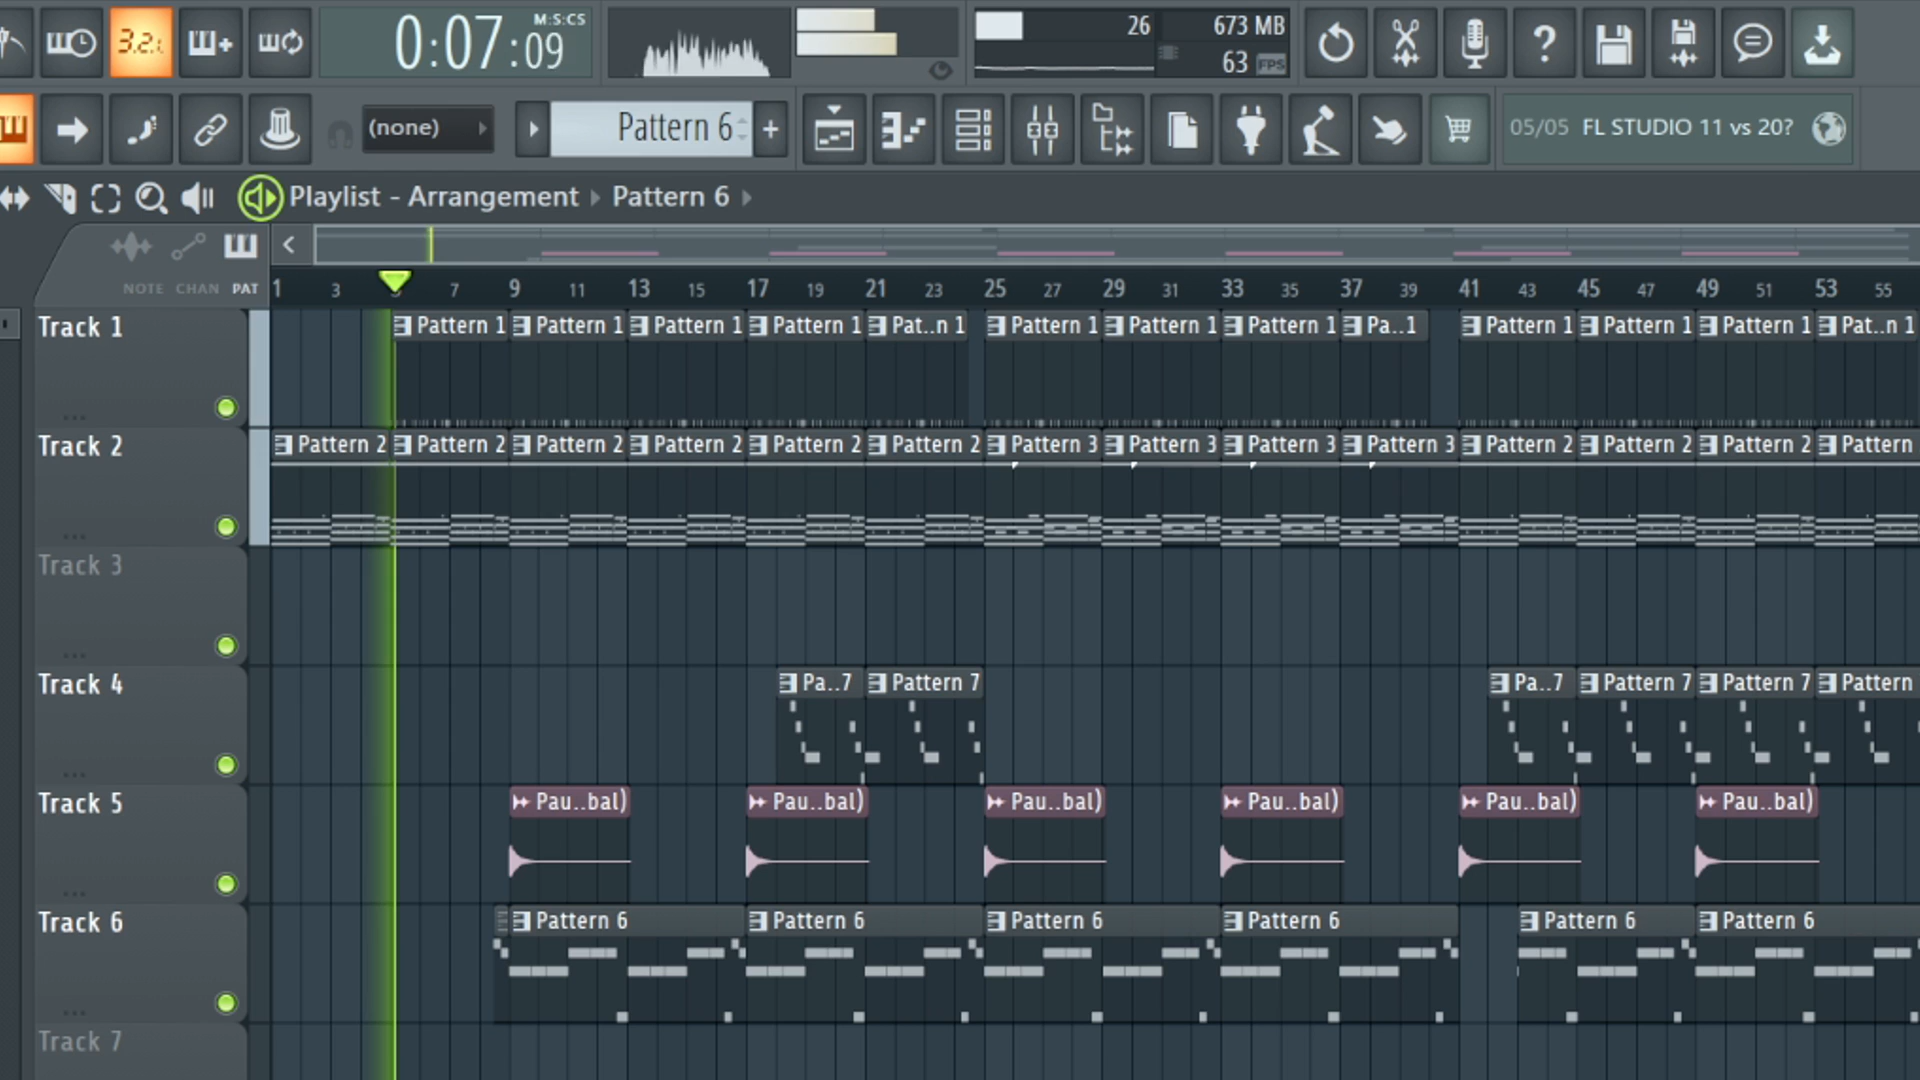 3.2.
0:07:09
M:S:CS
26
673 MB
63
FPS
(none)
Pattern 6
05/05 FL STUDIO 11 vs 20?
Playlist - Arrangement Pattern 6
NOTE CHAN PAT
1 3 5 7 9 11 13 15 17 19 21 23 25 27 29 31 33 35 37 39 41 43 45 47 49 51 53 55
Track 1
Pattern 1 Pattern 1 Pattern 1 Pattern 1 Pat..n 1 Pattern 1 Pattern 1 Pattern 1 Pa..1 Pattern 1 Pattern 1 Pattern 1 Pat..n 1
Track 2
Pattern 2 Pattern 2 Pattern 2 Pattern 2 Pattern 2 Pattern 2 Pattern 3 Pattern 3 Pattern 3 Pattern 3 Pattern 2 Pattern 2 Pattern 2 Pattern
Track 3
Track 4
Pa..7 Pattern 7 Pa..7 Pattern 7 Pattern 7 Pattern
Track 5
Pau..bal) Pau..bal) Pau..bal) Pau..bal) Pau..bal) Pau..bal)
Track 6
Pattern 6 Pattern 6 Pattern 6 Pattern 6 Pattern 6 Pattern 6
Track 7